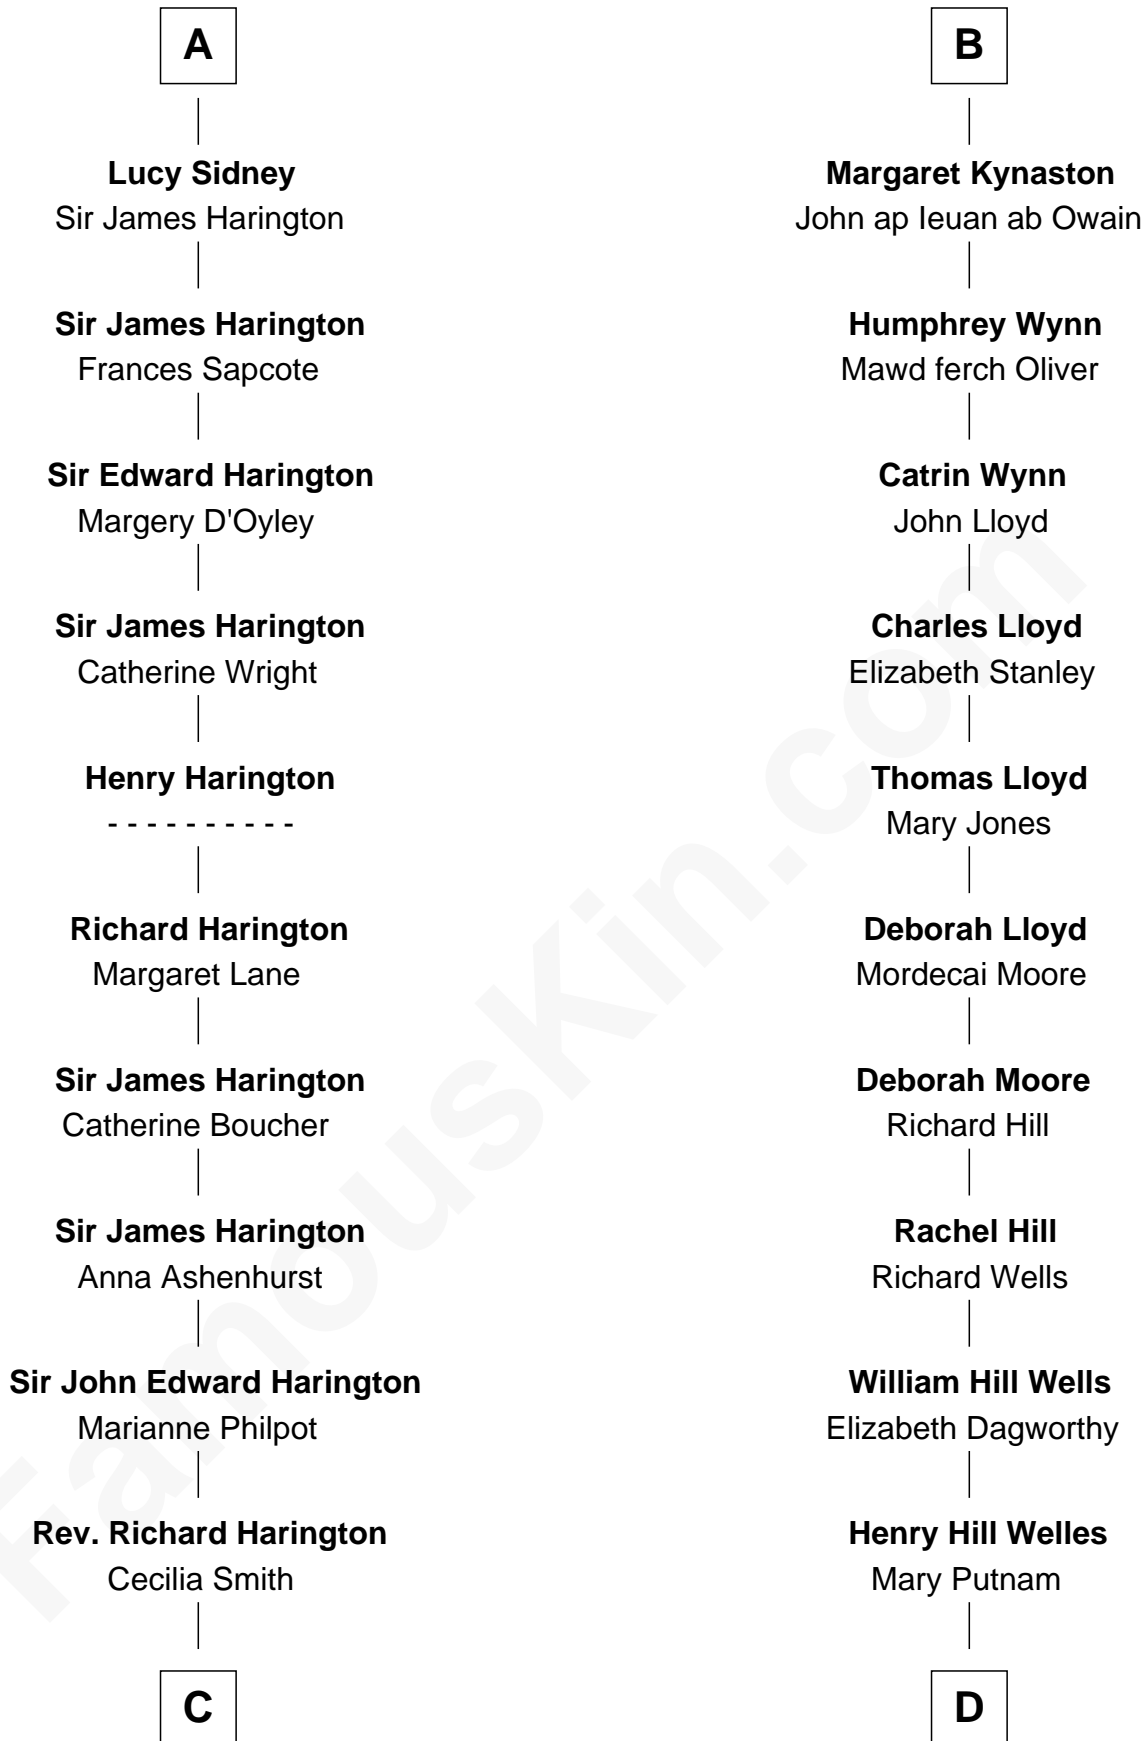 A
Lucy Sidney
Sir James Harington
Sir James Harington
Frances Sapcote
Sir Edward Harington
Margery D'Oyley
Sir James Harington
Catherine Wright
Henry Harington
- - - - - - - - - -
Richard Harington
Margaret Lane
Sir James Harington
Catherine Boucher
Sir James Harington
Anna Ashenhurst
Sir John Edward Harington
Marianne Philpot
Rev. Richard Harington
Cecilia Smith
C
B
Margaret Kynaston
John ap Ieuan ab Owain
Humphrey Wynn
Mawd ferch Oliver
Catrin Wynn
John Lloyd
Charles Lloyd
Elizabeth Stanley
Thomas Lloyd
Mary Jones
Deborah Lloyd
Mordecai Moore
Deborah Moore
Richard Hill
Rachel Hill
Richard Wells
William Hill Wells
Elizabeth Dagworthy
Henry Hill Welles
Mary Putnam
D
FamousKin.com